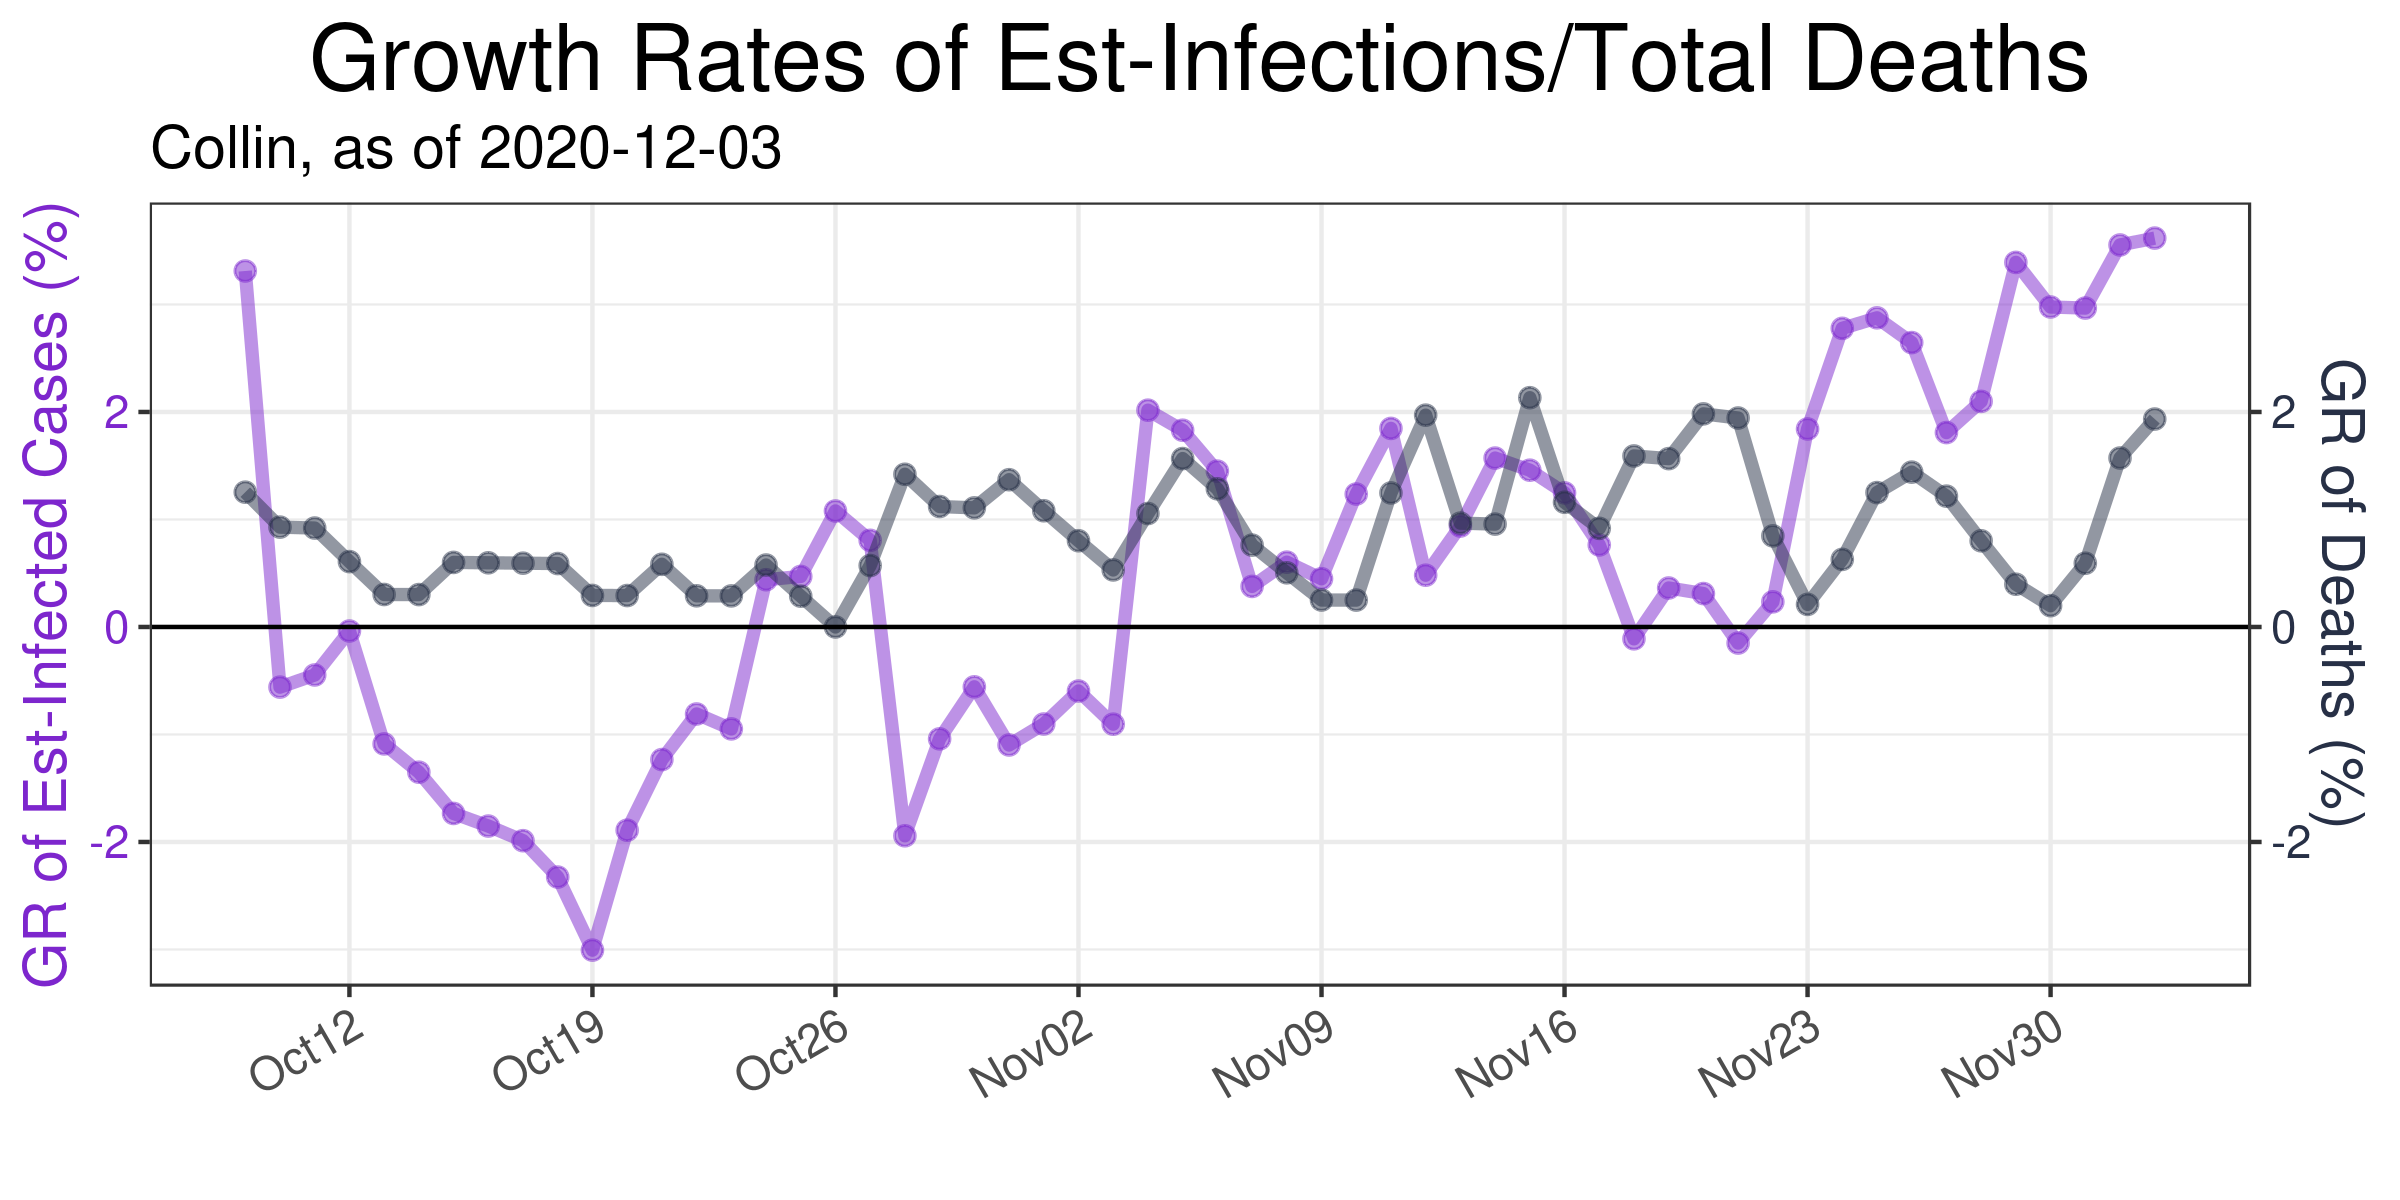 Growth Rates of Est-Infections/Total Deaths
Collin, as of 2020-12-03
GR of Est-Infected Cases (%)
2
0
-2
2
0
-2
GR of Deaths (%)
Oct12
Oct19
Oct26
Nov02
Nov09
Nov16
Nov23
Nov30